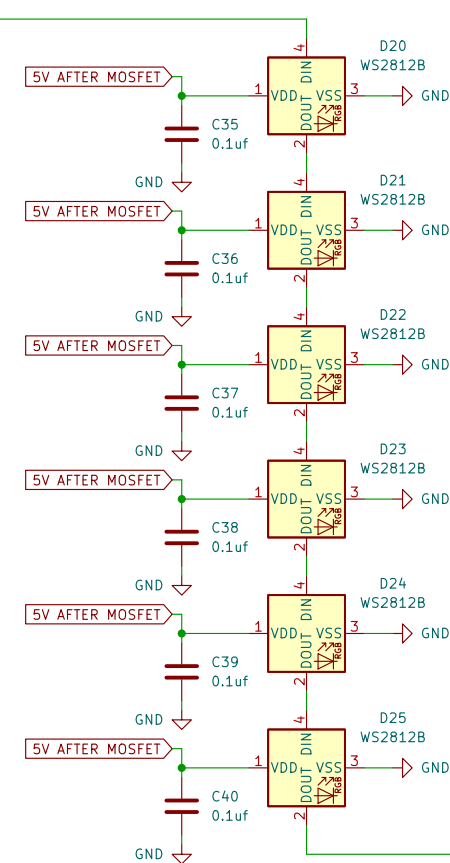 D20
WS2812B
4
DIN
5V AFTER MOSFET
1 VDD VSS 3 GND
RGB
DOUT
C35
0.1uf
2
GND
D21
WS2812B
4
DIN
5V AFTER MOSFET
1 VDD VSS 3 GND
RGB
DOUT
C36
0.1uf
2
GND
D22
WS2812B
4
DIN
5V AFTER MOSFET
1 VDD VSS 3 GND
RGB
DOUT
C37
0.1uf
2
GND
D23
WS2812B
4
DIN
5V AFTER MOSFET
1 VDD VSS 3 GND
RGB
DOUT
C38
0.1uf
2
GND
D24
WS2812B
4
DIN
5V AFTER MOSFET
1 VDD VSS 3 GND
RGB
DOUT
C39
0.1uf
2
GND
D25
WS2812B
4
DIN
5V AFTER MOSFET
1 VDD VSS 3 GND
RGB
DOUT
C40
0.1uf
2
GND